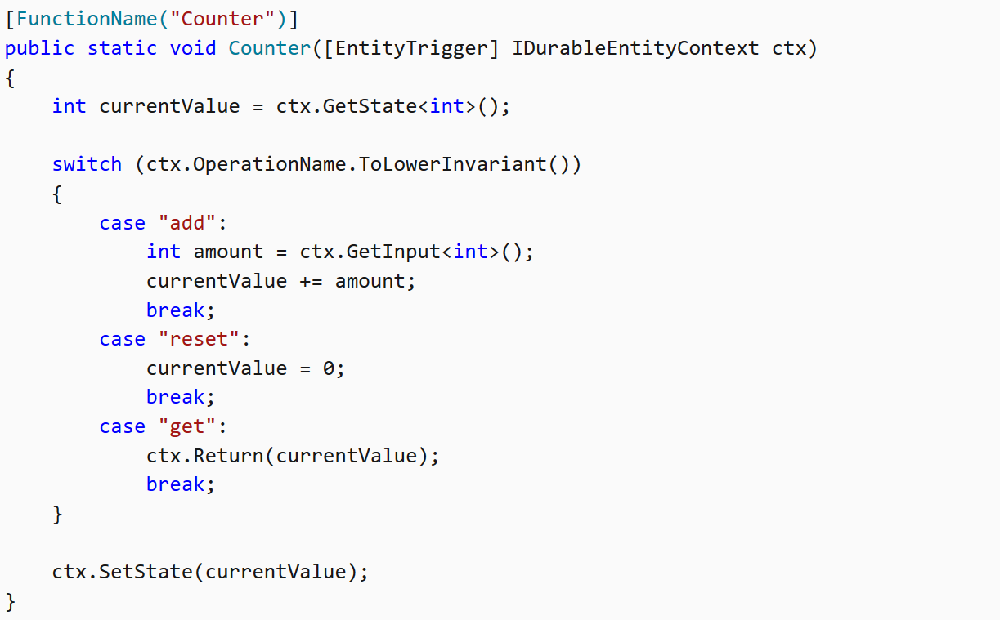 [FunctionName("Counter")]
public static void Counter([EntityTrigger] IDurableEntityContext ctx)
{
    int currentValue = ctx.GetState<int>();

    switch (ctx.OperationName.ToLowerInvariant())
    {
        case "add":
            int amount = ctx.GetInput<int>();
            currentValue += amount;
            break;
        case "reset":
            currentValue = 0;
            break;
        case "get":
            ctx.Return(currentValue);
            break;
    }

    ctx.SetState(currentValue);
}